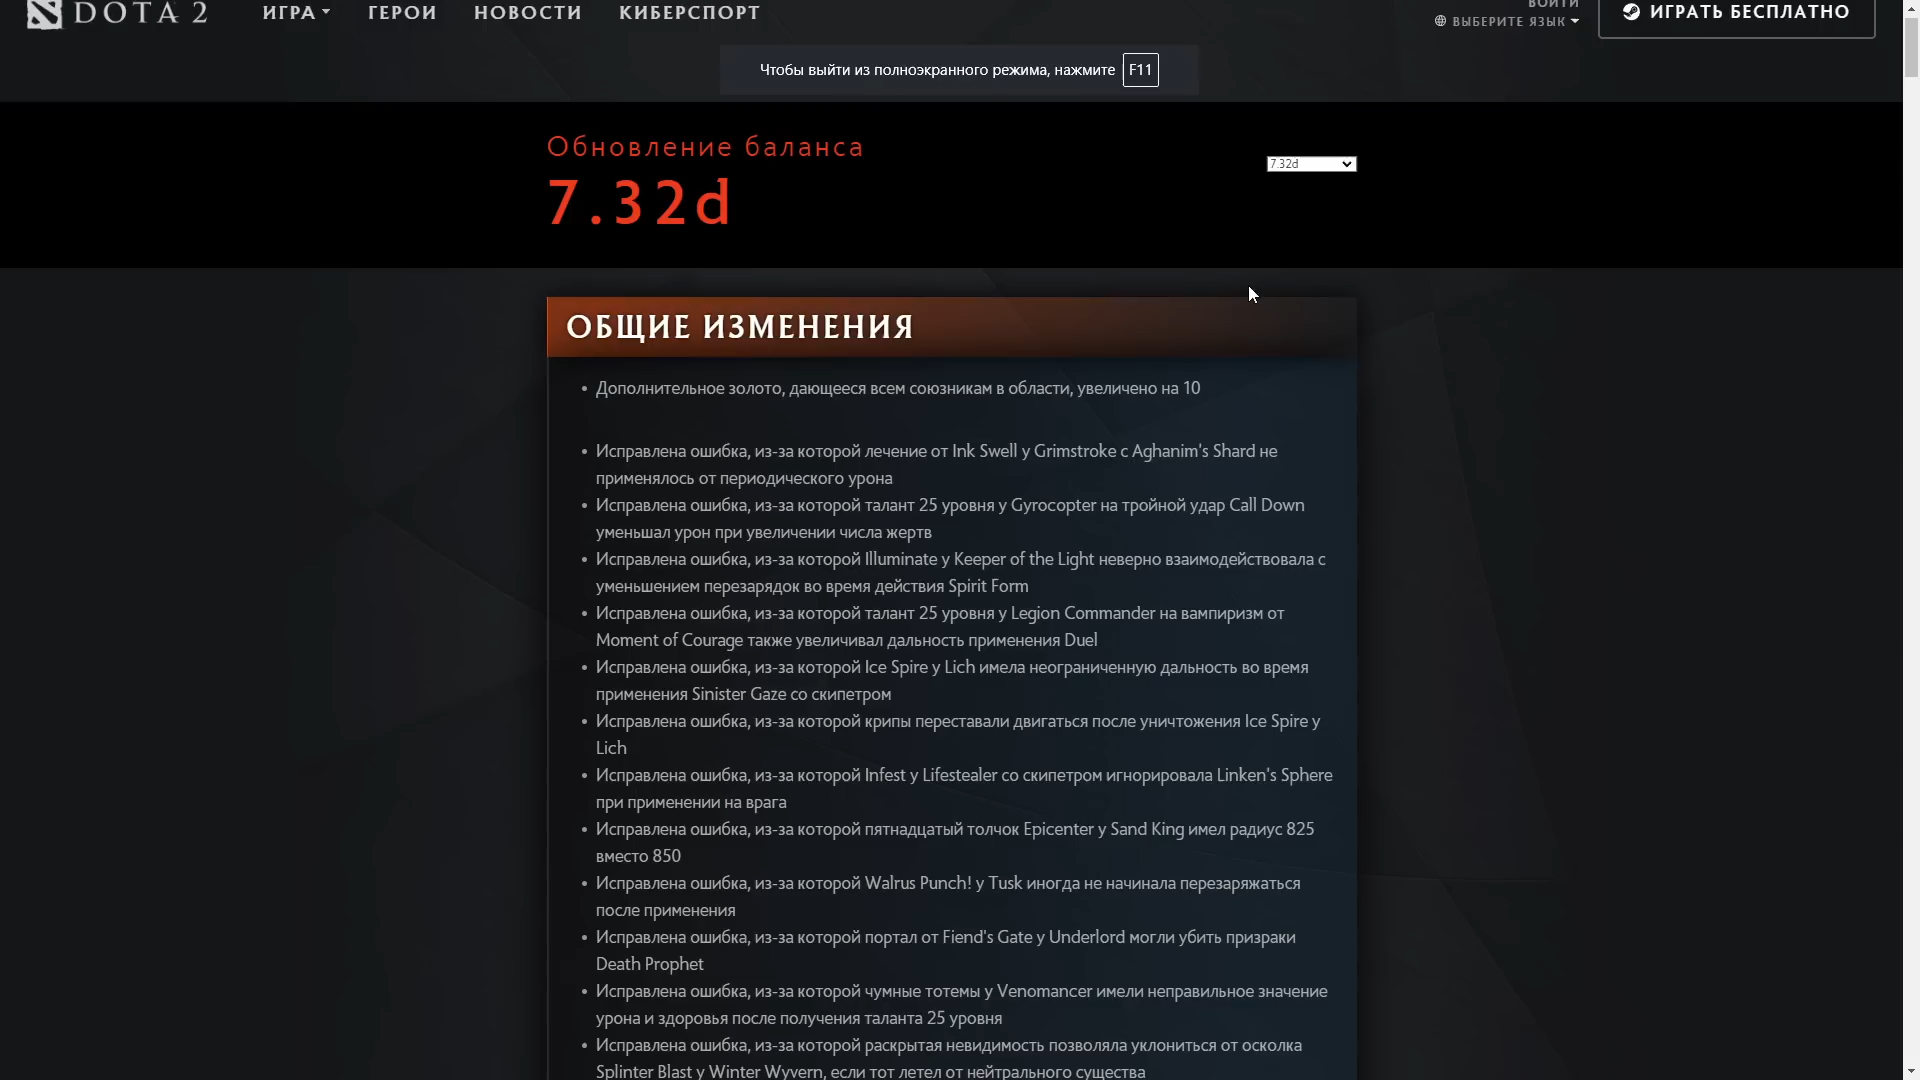 DOTA 2
ИГРА
ГЕРОИ
НОВОСТИ
КИБЕРСПОРТ
ВОЙТИ
ВЫБЕРИТЕ ЯЗЫК
ИГРАТЬ БЕСПЛАТНО
Чтобы выйти из полноэкранного режима, нажмите F11
Обновление баланса
7.32d
7.32d
ОБЩИЕ ИЗМЕНЕНИЯ
• Дополнительное золото, дающееся всем союзникам в области, увеличено на 10
• Исправлена ошибка, из-за которой лечение от Ink Swell у Grimstroke с Aghanim's Shard не
применялось от периодического урона
• Исправлена ошибка, из-за которой талант 25 уровня у Gyrocopter на тройной удар Call Down
уменьшал урон при увеличении числа жертв
• Исправлена ошибка, из-за которой Illuminate у Keeper of the Light неверно взаимодействовала с
уменьшением перезарядок во время действия Spirit Form
• Исправлена ошибка, из-за которой талант 25 уровня у Legion Commander на вампиризм от
Moment of Courage также увеличивал дальность применения Duel
• Исправлена ошибка, из-за которой Ice Spire у Lich имела неограниченную дальность во время
применения Sinister Gaze со скипетром
• Исправлена ошибка, из-за которой крипы переставали двигаться после уничтожения Ice Spire у
Lich
• Исправлена ошибка, из-за которой Infest у Lifestealer со скипетром игнорировала Linken's Sphere
при применении на врага
• Исправлена ошибка, из-за которой пятнадцатый толчок Epicenter у Sand King имел радиус 825
вместо 850
• Исправлена ошибка, из-за которой Walrus Punch! у Tusk иногда не начинала перезаряжаться
после применения
• Исправлена ошибка, из-за которой портал от Fiend's Gate у Underlord могли убить призраки
Death Prophet
• Исправлена ошибка, из-за которой чумные тотемы у Venomancer имели неправильное значение
урона и здоровья после получения таланта 25 уровня
• Исправлена ошибка, из-за которой раскрытая невидимость позволяла уклониться от осколка
Splinter Blast у Winter Wyvern, если тот летел от нейтрального существа